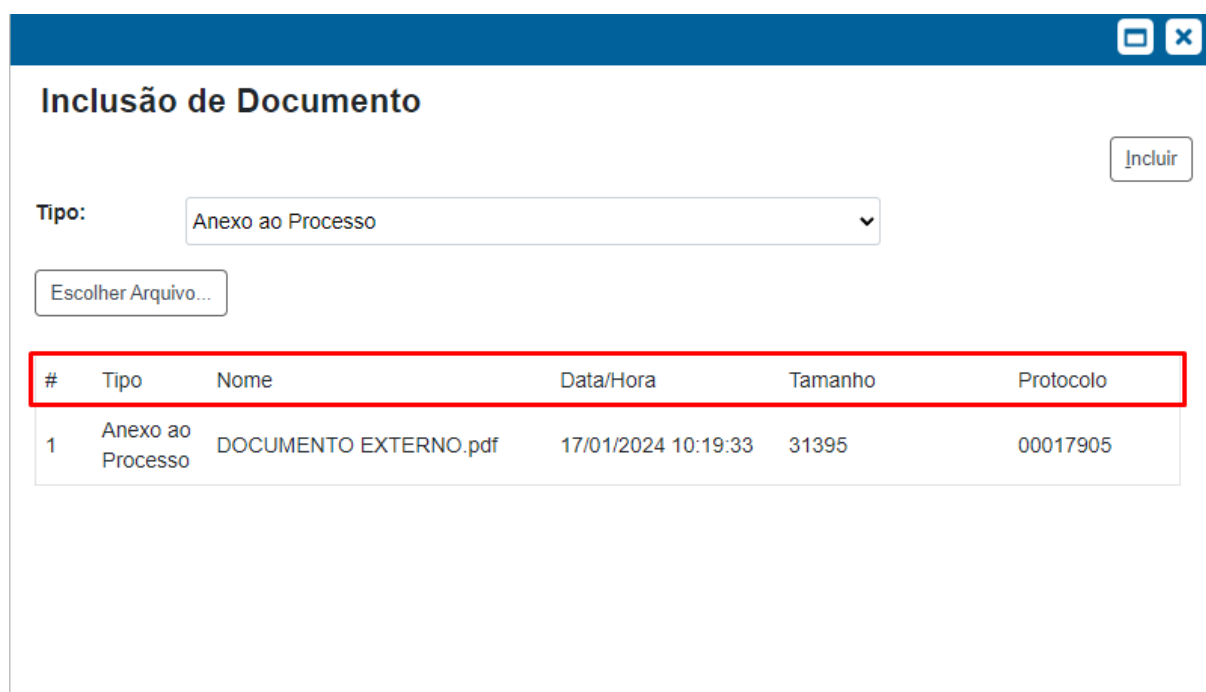 Inclusão de Documento
Incluir
Tipo: Anexo ao Processo
Escolher Arquivo...
# Tipo Nome Data/Hora Tamanho Protocolo
1 Anexo ao Processo DOCUMENTO EXTERNO.pdf 17/01/2024 10:19:33 31395 00017905